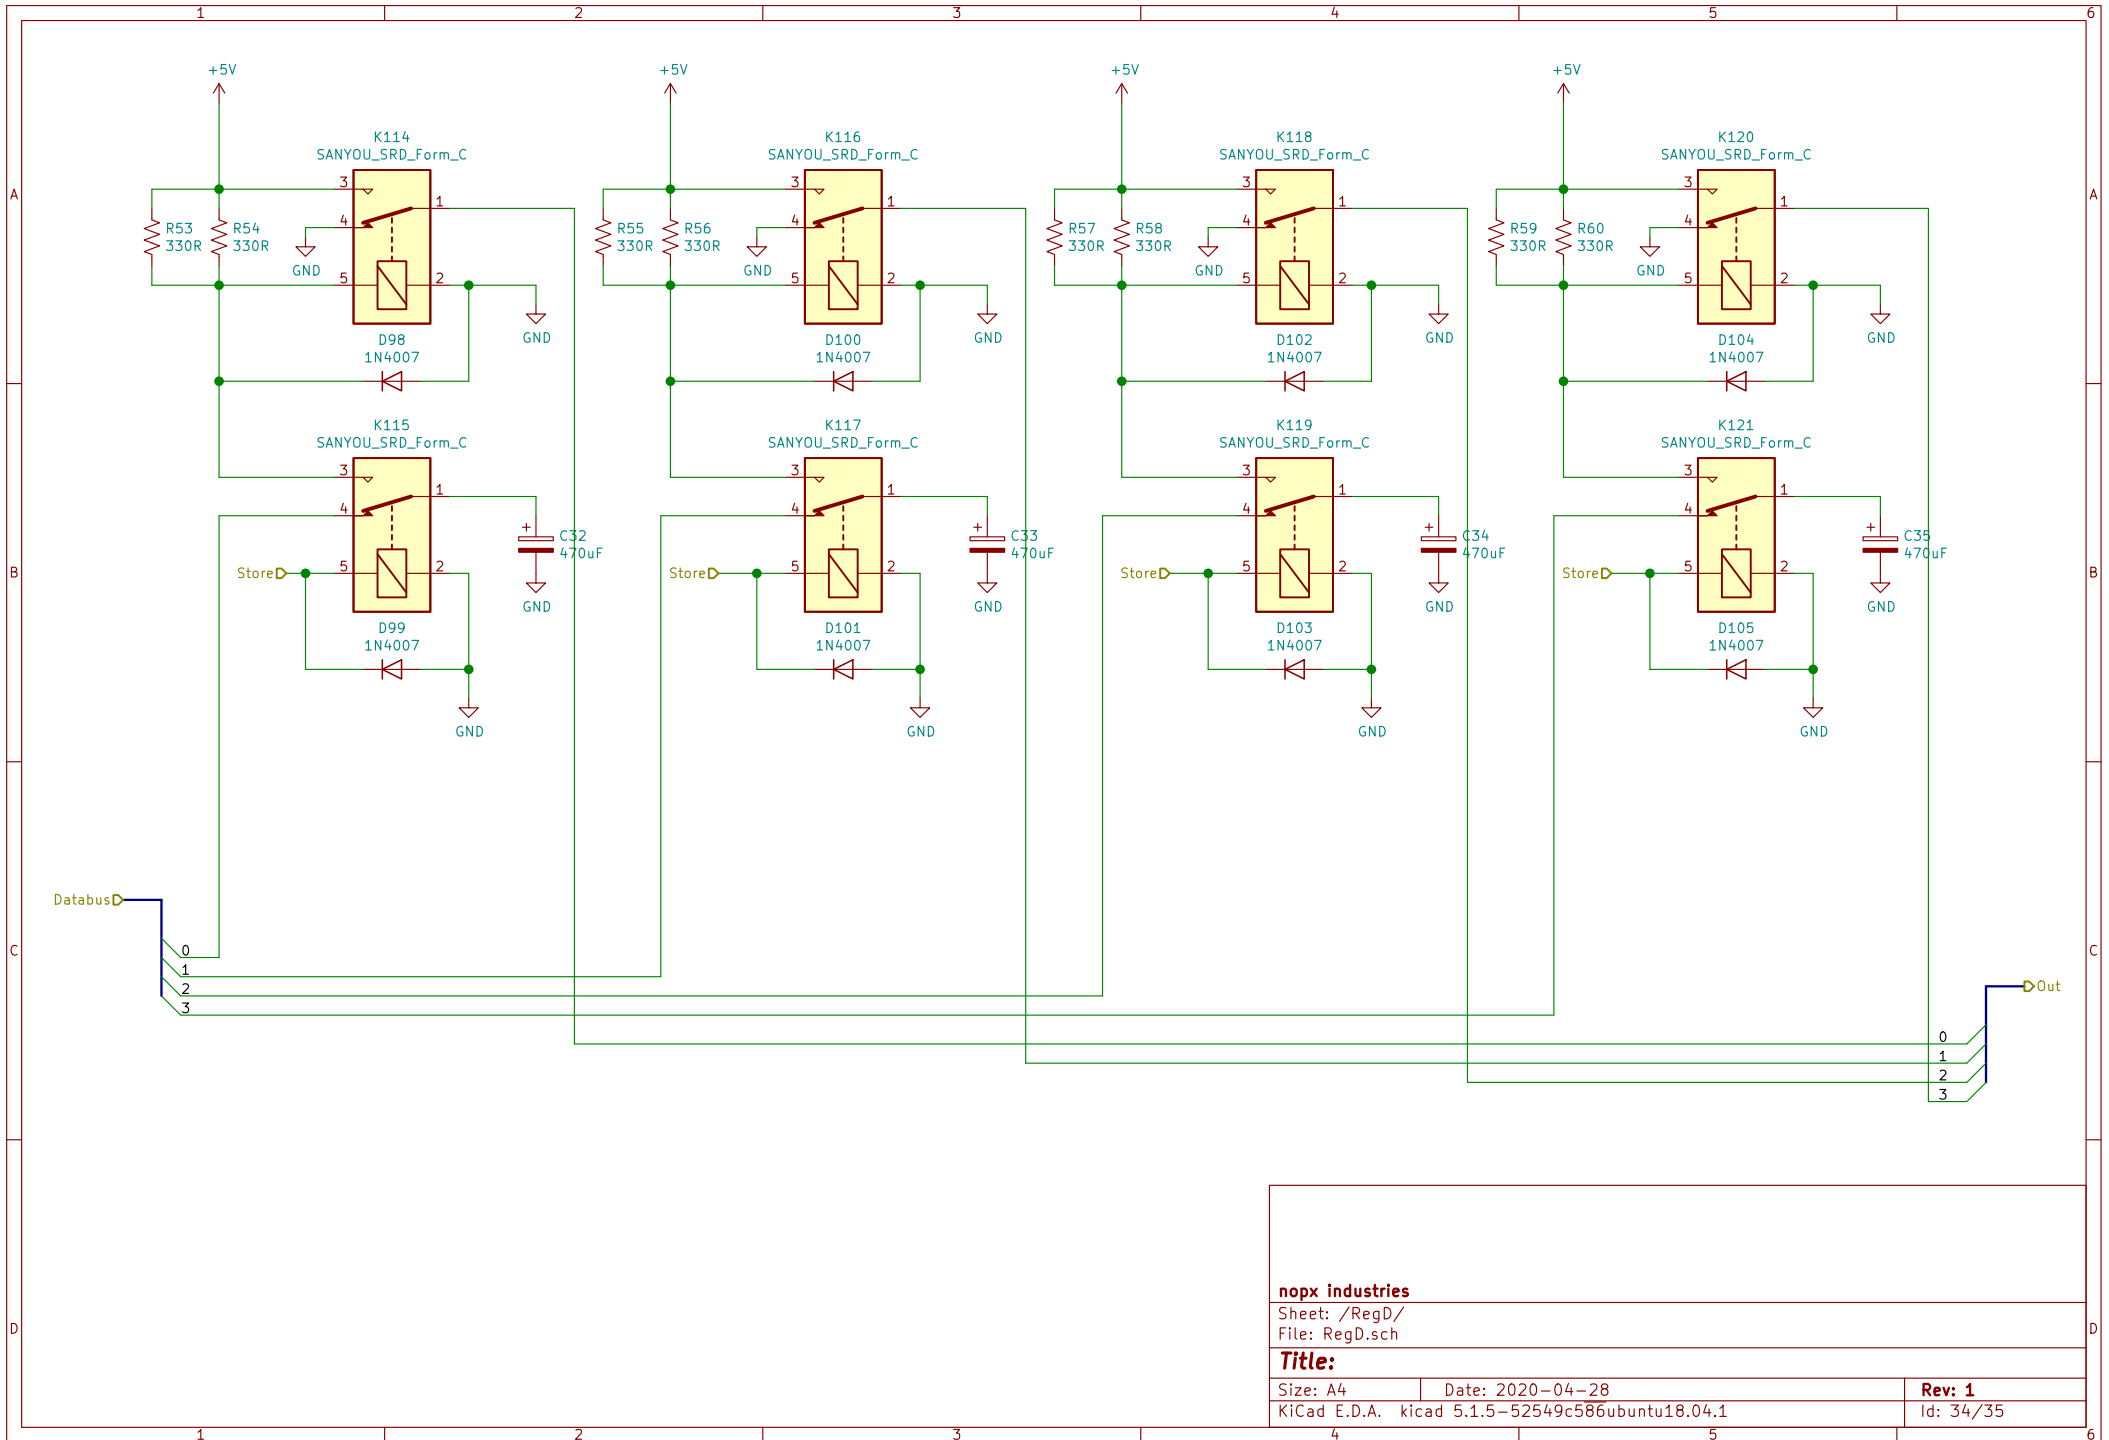 1 2 3 4 5 6
+5V +5V +5V +5V
K114 K116 K118 K120
SANYOU_SRD_Form_C SANYOU_SRD_Form_C SANYOU_SRD_Form_C SANYOU_SRD_Form_C
3 3 3 3
A A
1 1 1 1
4 4 4 4
R53 R54 R55 R56 R57 R58 R59 R60
330R 330R 330R 330R 330R 330R 330R 330R
GND GND GND GND
5 2 5 2 5 2 5 2
GND GND GND GND
D98 D100 D102 D104
1N4007 1N4007 1N4007 1N4007
K115 K117 K119 K121
SANYOU_SRD_Form_C SANYOU_SRD_Form_C SANYOU_SRD_Form_C SANYOU_SRD_Form_C
3 3 3 3
1 1 1 1
4 4 4 4
+ C32 + C33 + C34 + C35
470uF 470uF 470uF 470uF
B Store 5 2 Store 5 2 Store 5 2 Store 5 2 B
GND GND GND GND
D99 D101 D103 D105
1N4007 1N4007 1N4007 1N4007
GND GND GND GND
Databus
C 0 C
1
2
Out
3
0
1
2
3
nopx industries
Sheet: /RegD/
D D
File: RegD.sch
Title:
Size: A4 Date: 2020-04-28 Rev: 1
KiCad E.D.A. kicad 5.1.5-52549c586ubuntu18.04.1 Id: 34/35
1 2 3 4 5 6